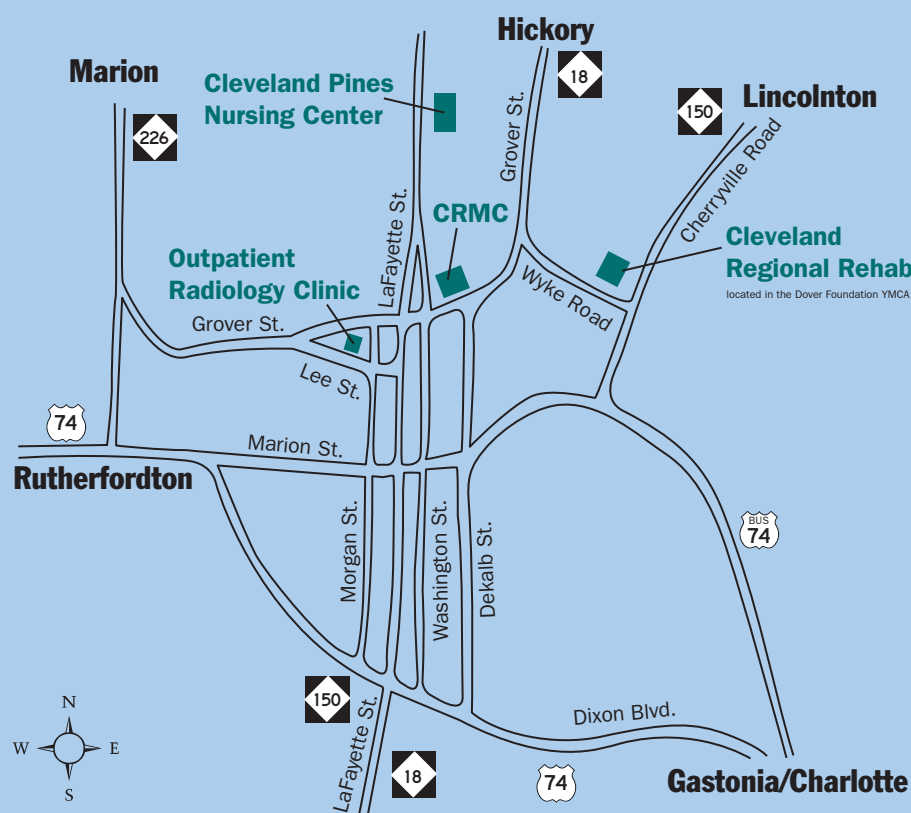 Hickory
18
Marion
Cleveland Pines
Nursing Center
150
Lincolnton
226
Grover St.
Cherryville Road
LaFayette St.
CRMC
Cleveland
Regional Rehab
located in the Dover Foundation YMCA
Outpatient
Radiology Clinic
Wyke Road
Grover St.
Lee St.
74
Marion St.
Rutherfordton
Morgan St.
Washington St.
Dekalb St.
BUS
74
150
LaFayette St.
Dixon Blvd.
18
74
Gastonia/Charlotte
N
W
E
S